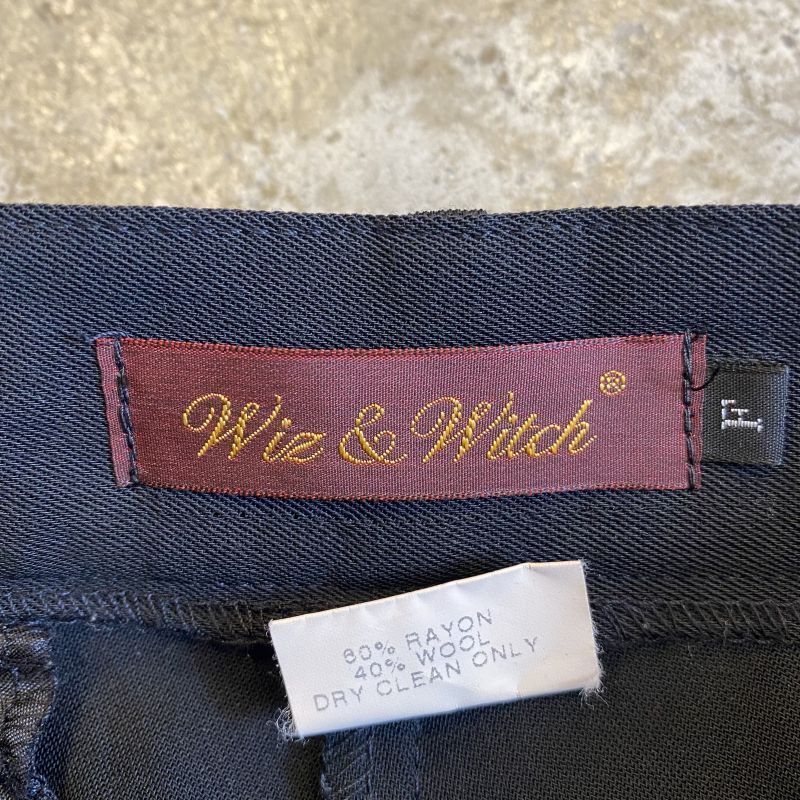 Wiz & Witch®
F
60% RAYON
40% WOOL
DRY CLEAN ONLY